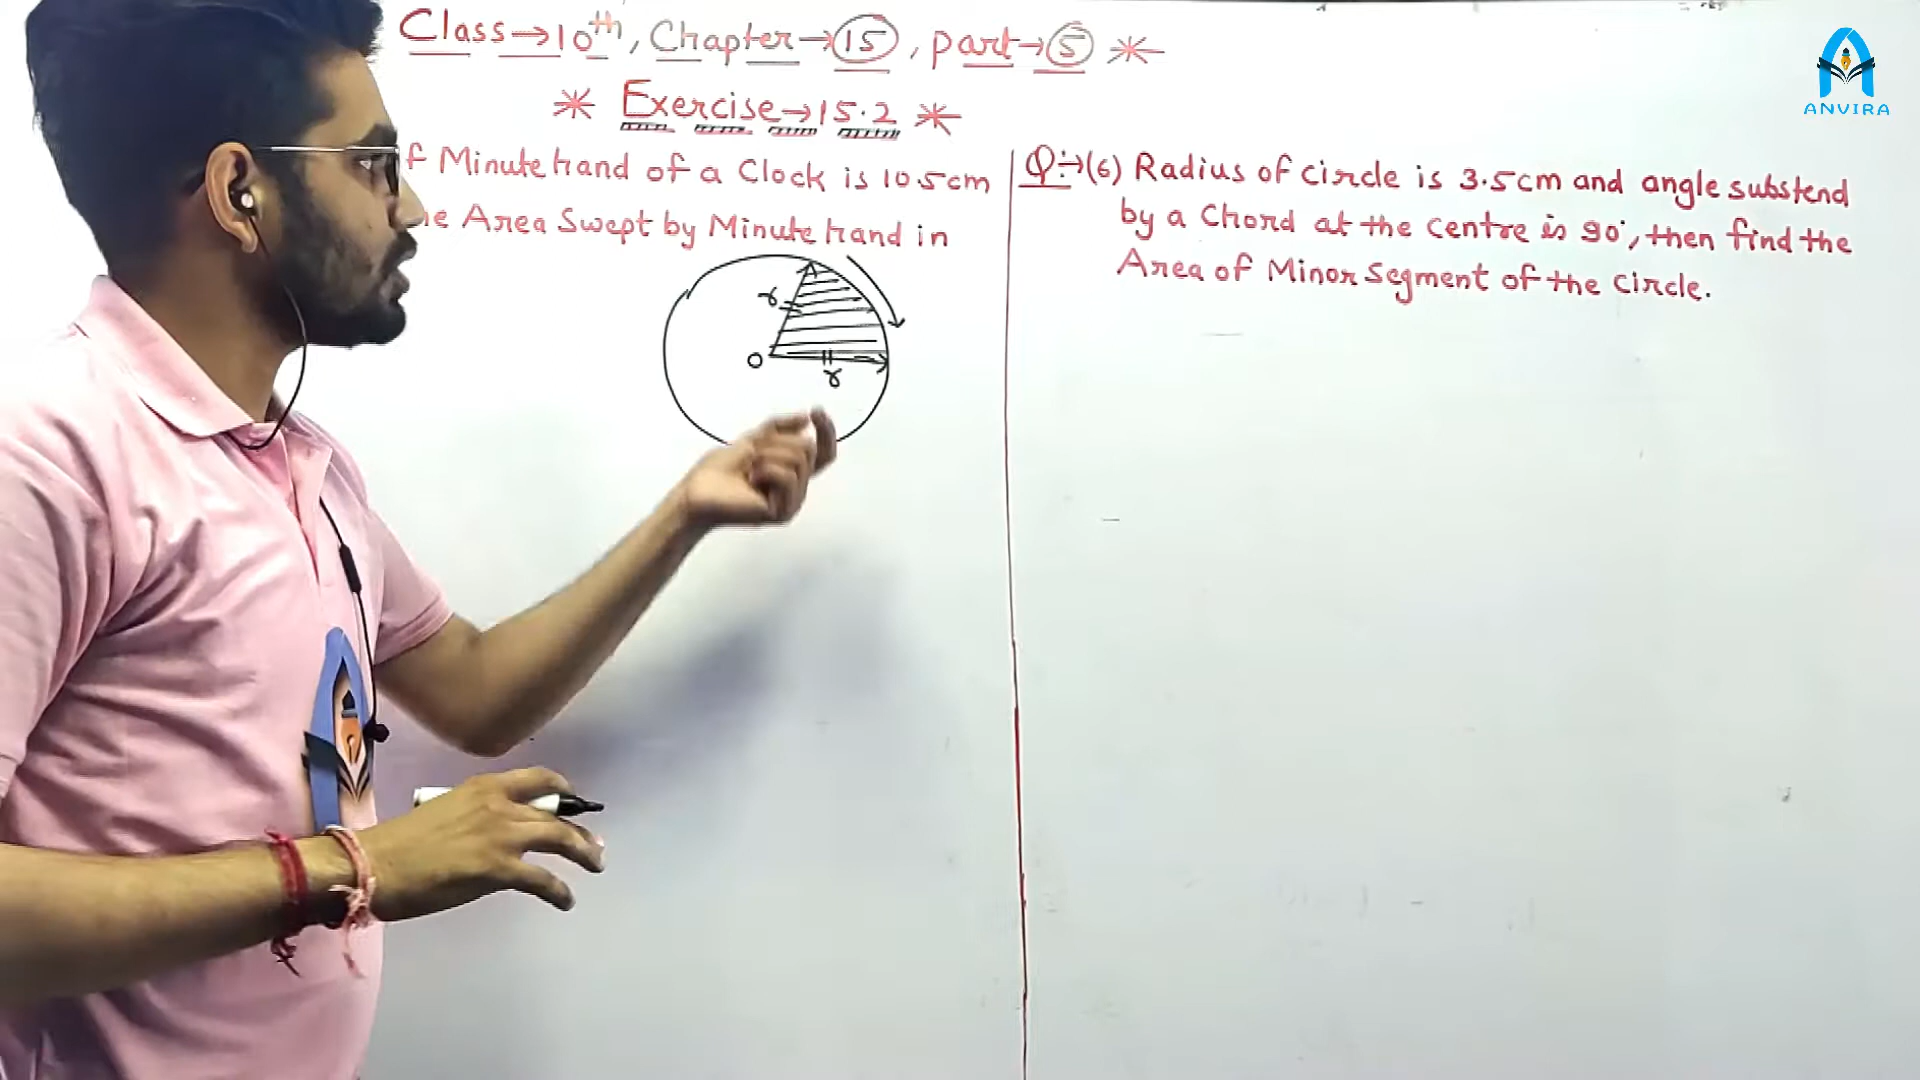 Class→10th, Chapter→15, part→5 *
* Exercise→15.2 *
f Minute hand of a Clock is 10.5cm
he Area Swept by Minute hand in
r
O
r
Q:→(6) Radius of circle is 3.5cm and angle substend
by a Chord at the centre is 90°, then find the
Area of Minor Segment of the Circle.
ANVIRA